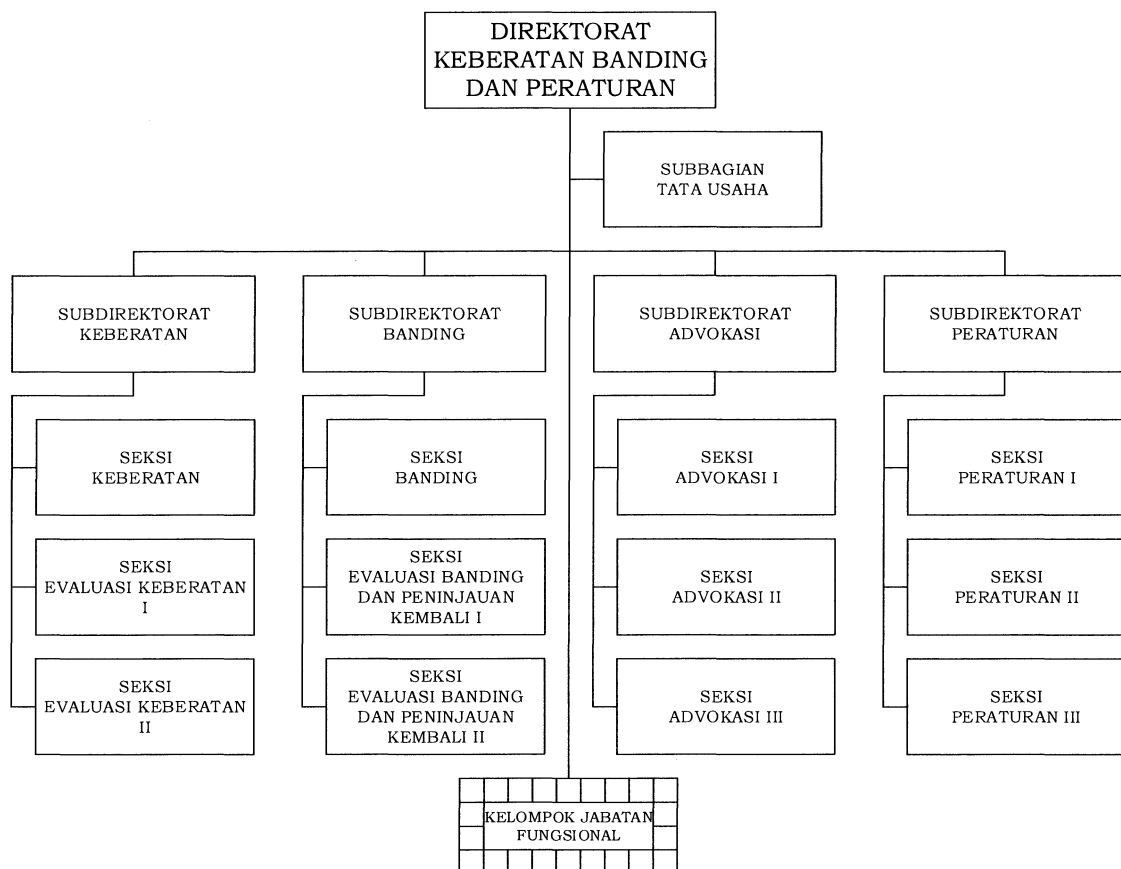 DIREKTORAT
KEBERATAN BANDING
DAN PERATURAN
SUBBAGIAN
TATA USAHA
SUBDIREKTORAT
KEBERATAN
SUBDIREKTORAT
BANDING
SUBDIREKTORAT
ADVOKASI
SUBDIREKTORAT
PERATURAN
SEKSI
KEBERATAN
SEKSI
BANDING
SEKSI
ADVOKASI I
SEKSI
PERATURAN I
SEKSI
EVALUASI KEBERATAN
I
SEKSI
EVALUASI BANDING
DAN PENINJAUAN
KEMBALI I
SEKSI
ADVOKASI II
SEKSI
PERATURAN II
SEKSI
EVALUASI KEBERATAN
II
SEKSI
EVALUASI BANDING
DAN PENINJAUAN
KEMBALI II
SEKSI
ADVOKASI III
SEKSI
PERATURAN III
KELOMPOK JABATAN
FUNGSIONAL